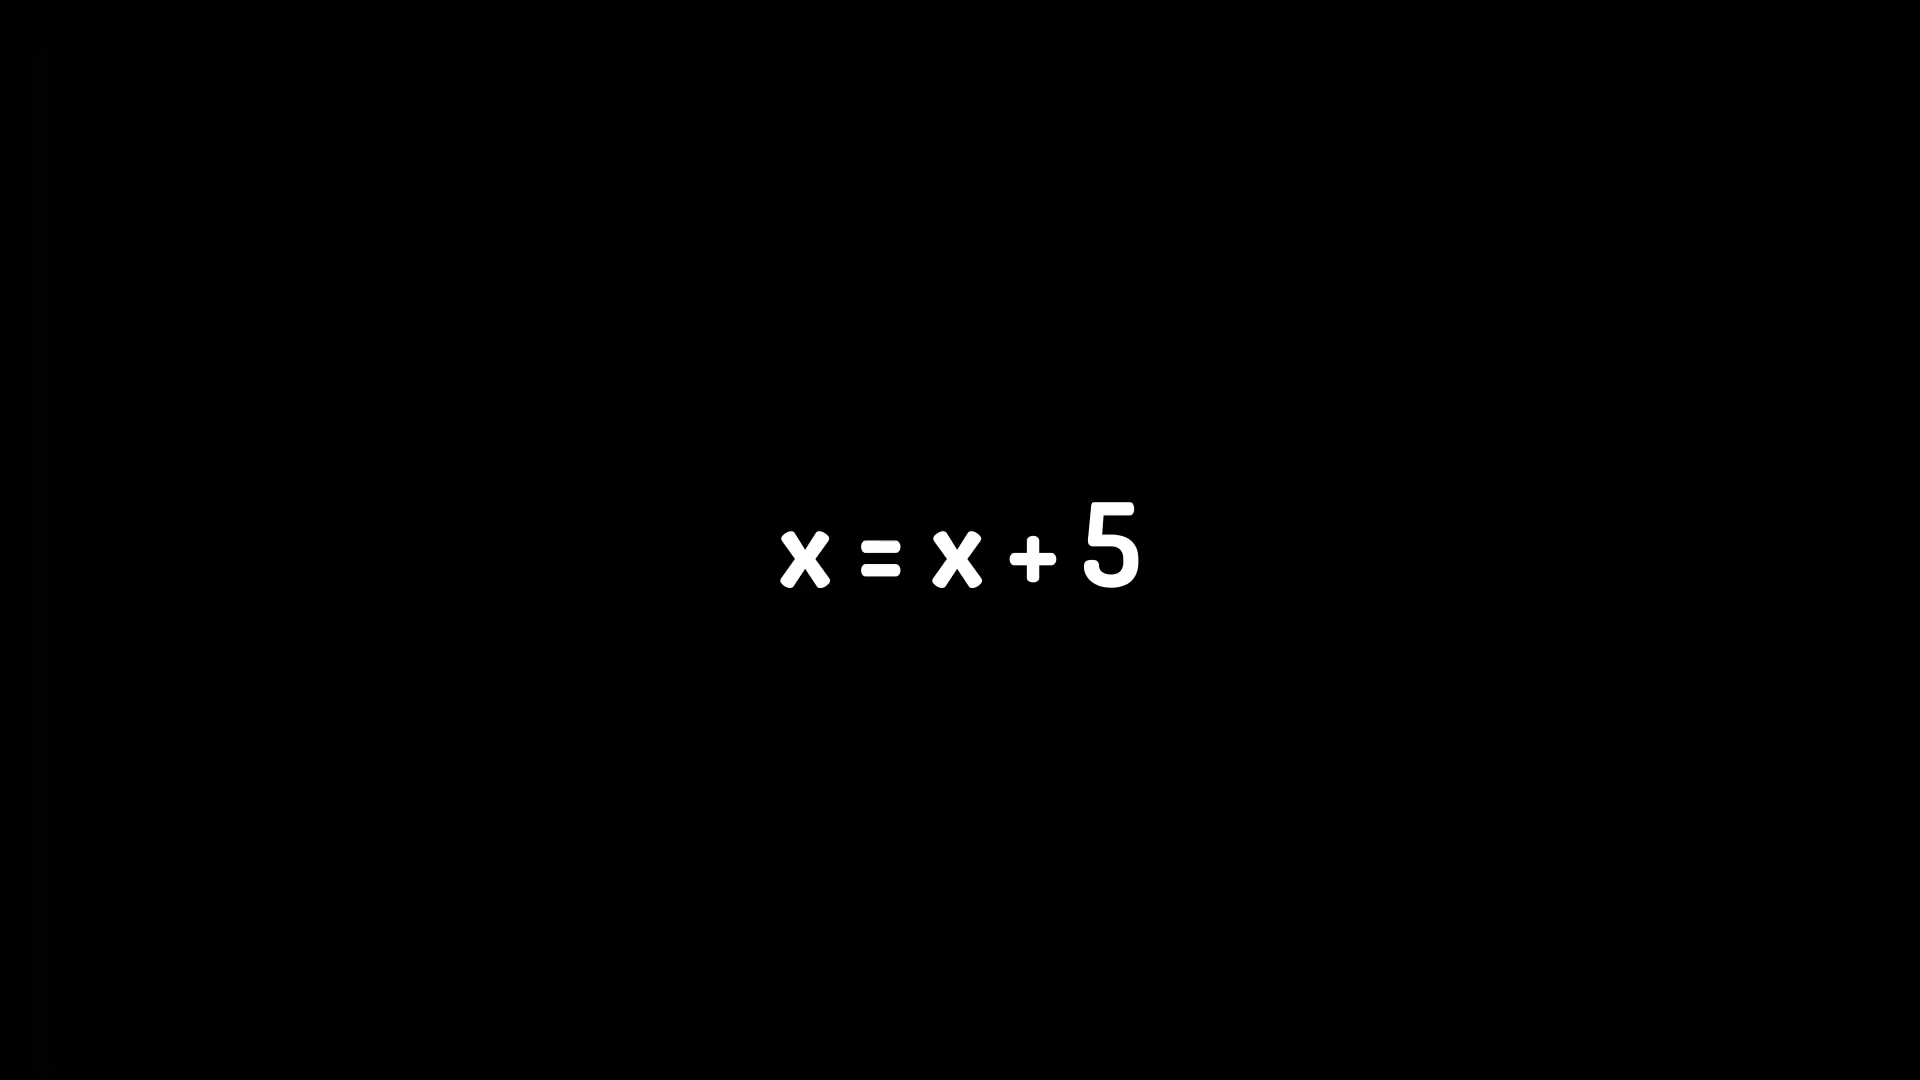 x = x + 5